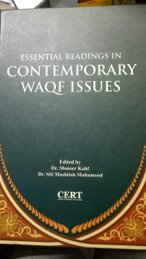 ESSENTIAL READINGS IN
CONTEMPORARY
WAQF ISSUES
Edited by
Dr. Monzer Kahf
Dr. Siti Mashitoh Mahamood
CERT